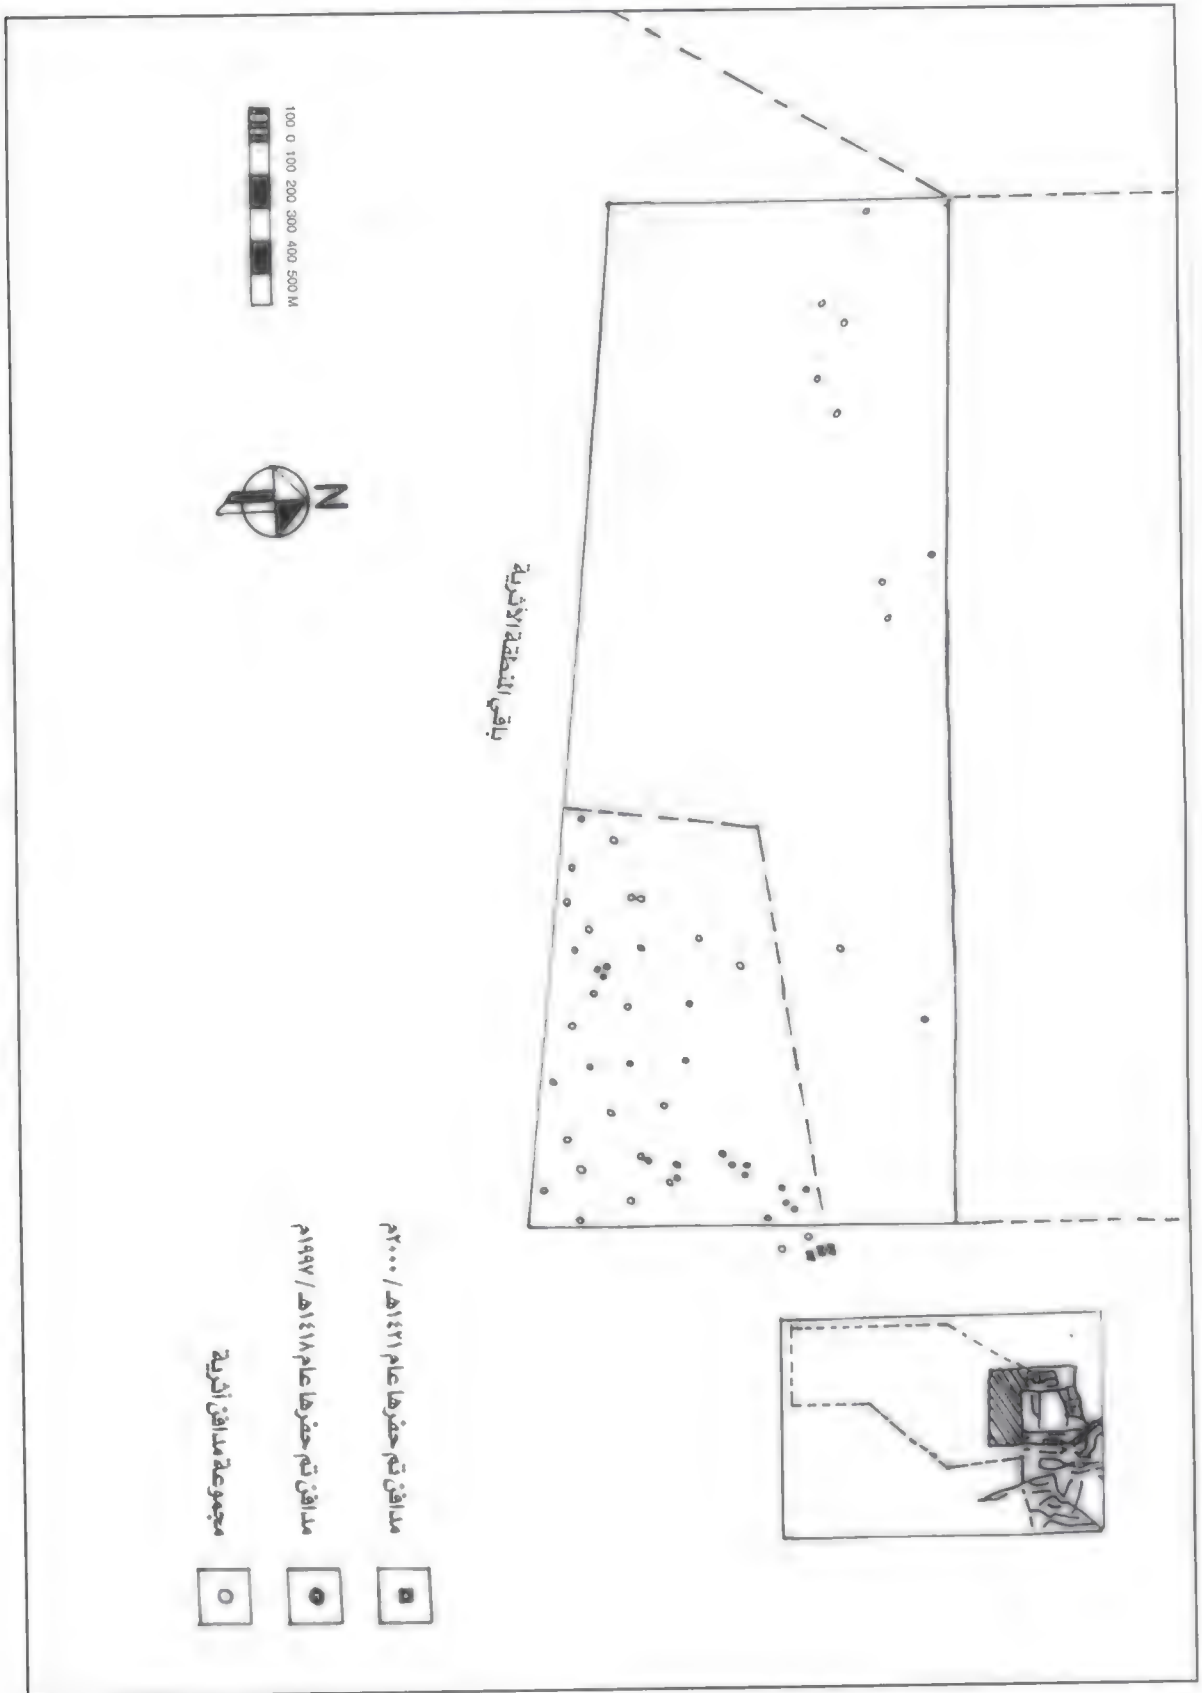 100 0 100 200 300 400 500 M
N
باقي المنطقة الأثرية
مدافن تم حفرها عام ١٤٢١هـ / ٢٠٠٠م
مدافن تم حفرها عام ١٤١٨هـ / ١٩٩٧م
مجموعة مدافن أثرية